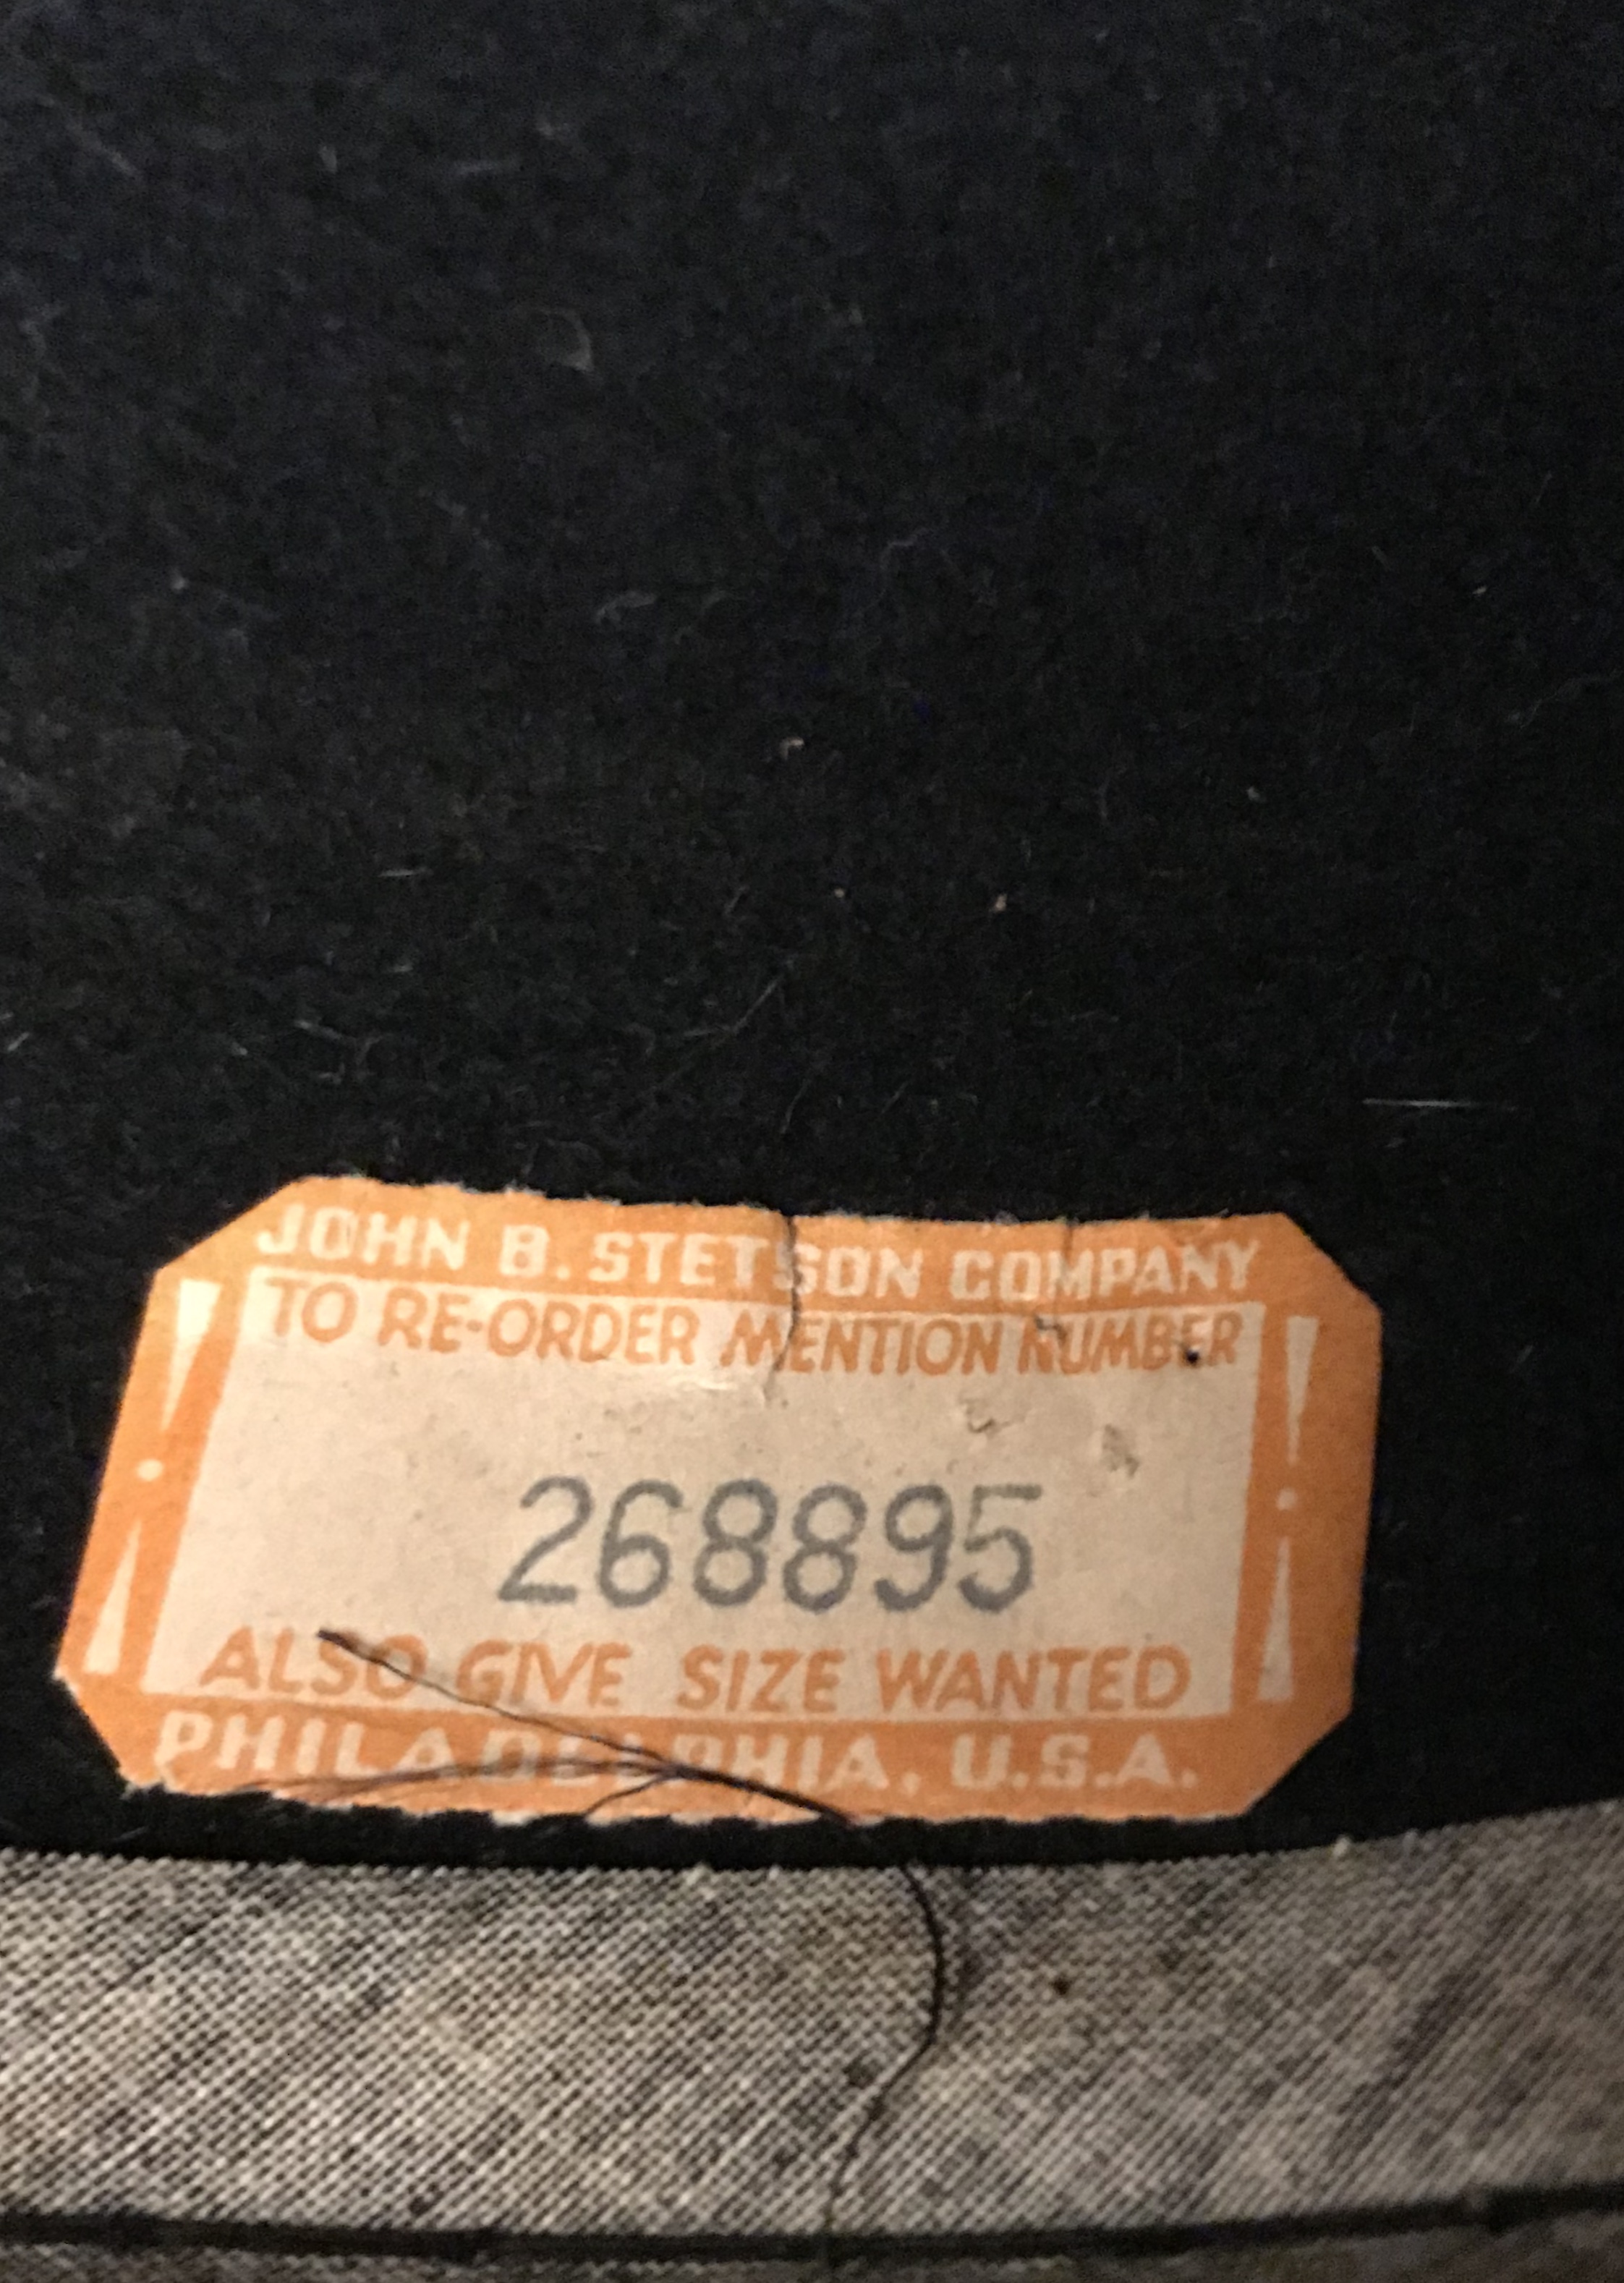 JOHN B. STETSON COMPANY
TO RE-ORDER MENTION NUMBER
268895
ALSO GIVE SIZE WANTED
PHILADELPHIA, U.S.A.